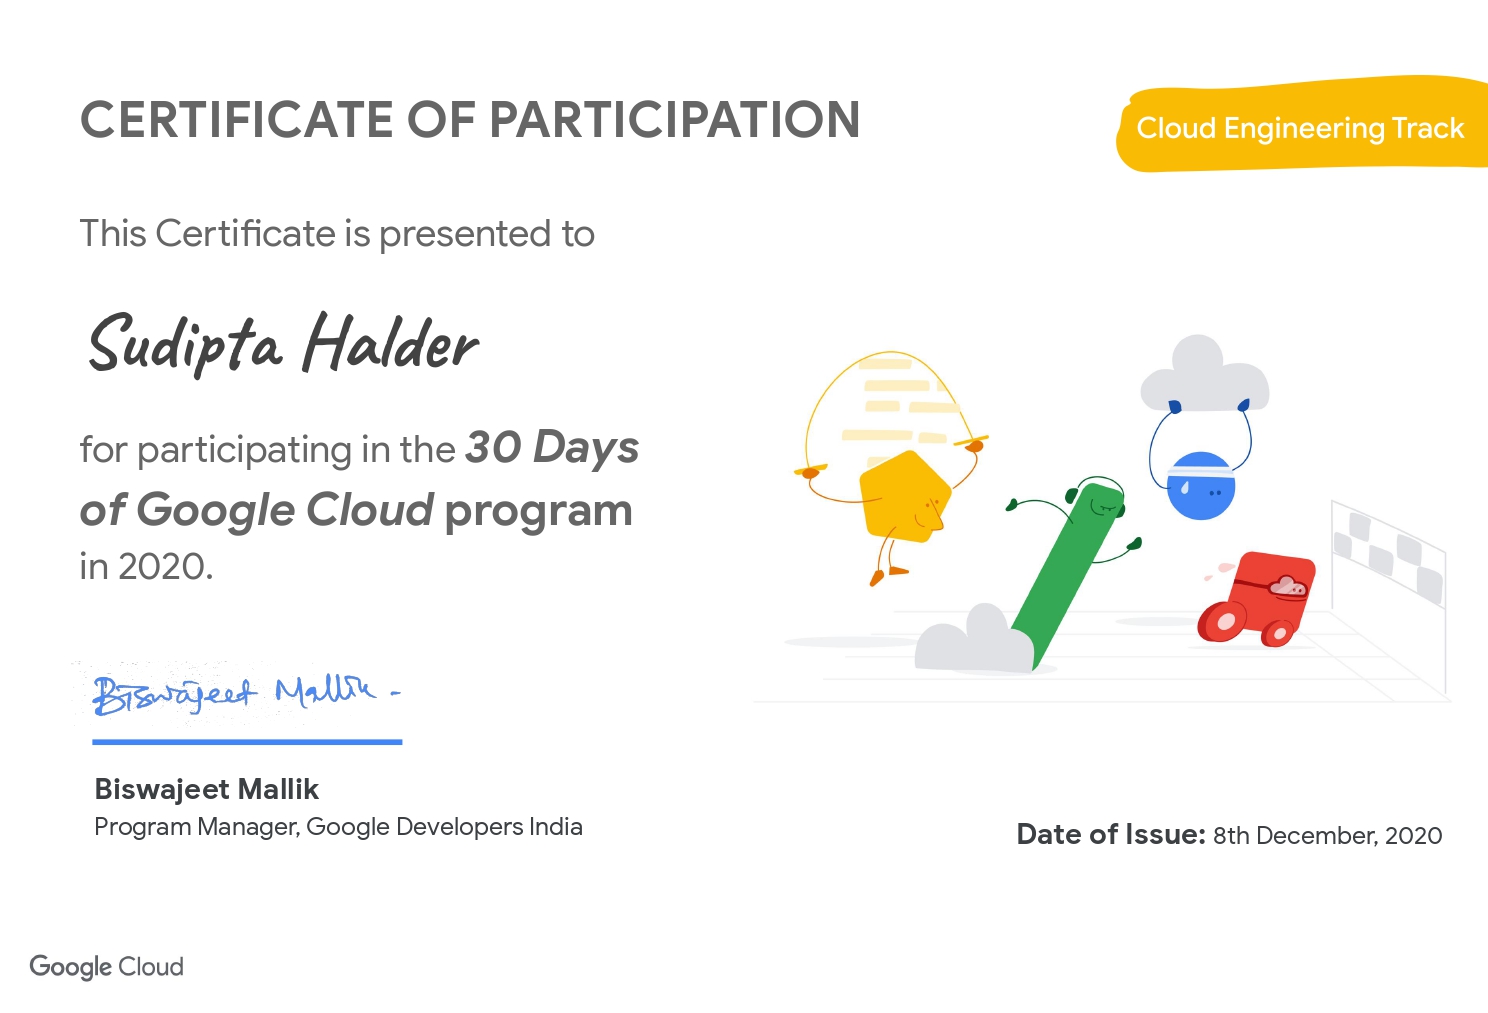 CERTIFICATE OF PARTICIPATION
Cloud Engineering Track
This Certificate is presented to
Sudipta Halder
for participating in the 30 Days
of Google Cloud program
in 2020.
Biswajeet Mallik -
Biswajeet Mallik
Program Manager, Google Developers India
Date of Issue: 8th December, 2020
Google Cloud